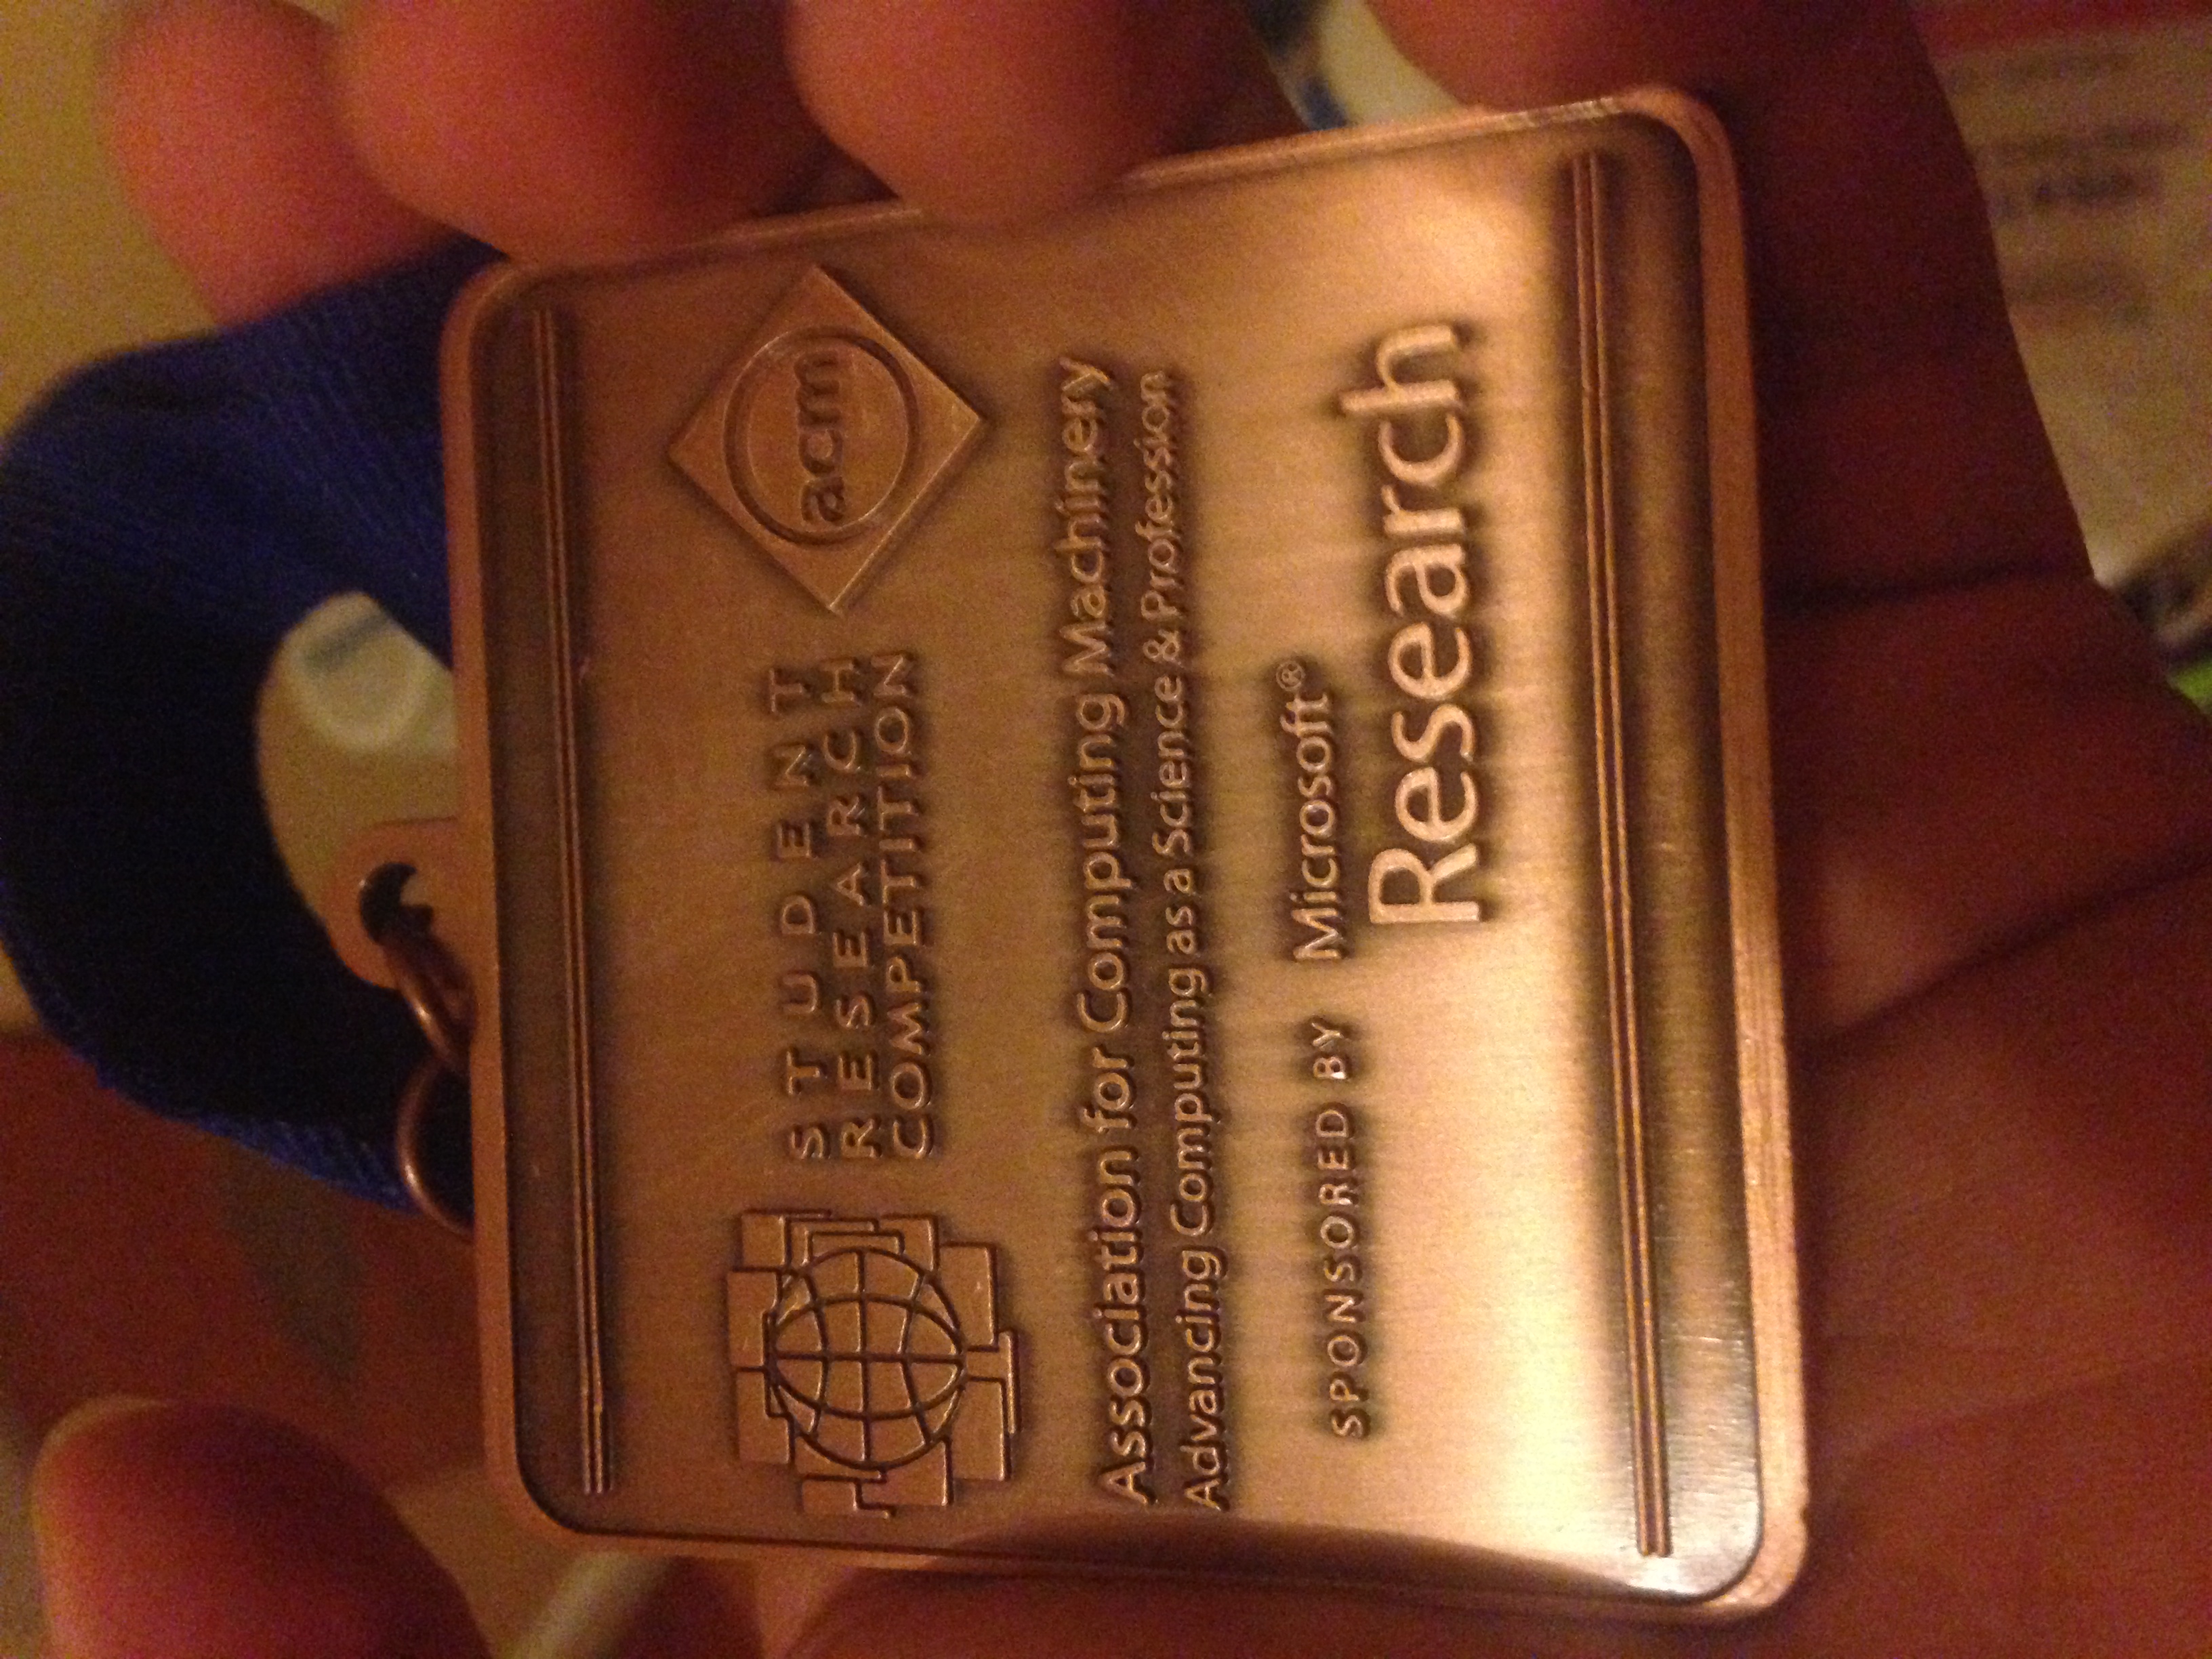 STUDENT
RESEARCH
COMPETITION
acm
Association for Computing Machinery
Advancing Computing as a Science & Profession
SPONSORED BY Microsoft®
Research